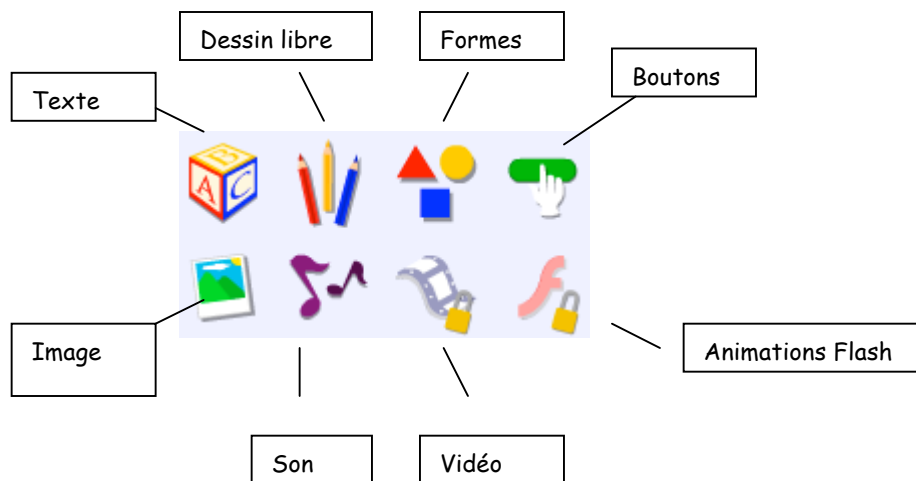 Dessin libre
Formes
Boutons
Texte
A
B
C
Image
Animations Flash
Son
Vidéo